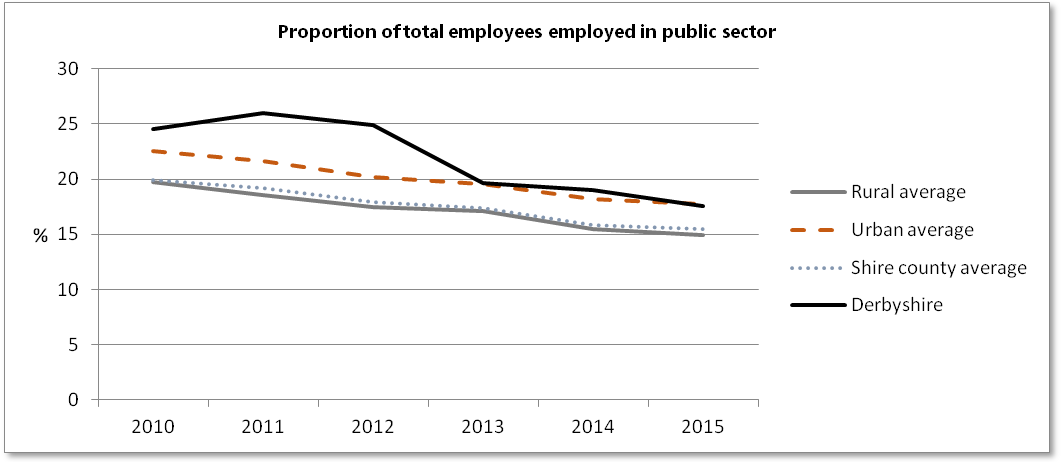 Proportion of total employees employed in public sector
30
25
20
15
10
5
0
%
2010 2011 2012 2013 2014 2015
Rural average
Urban average
Shire county average
Derbyshire